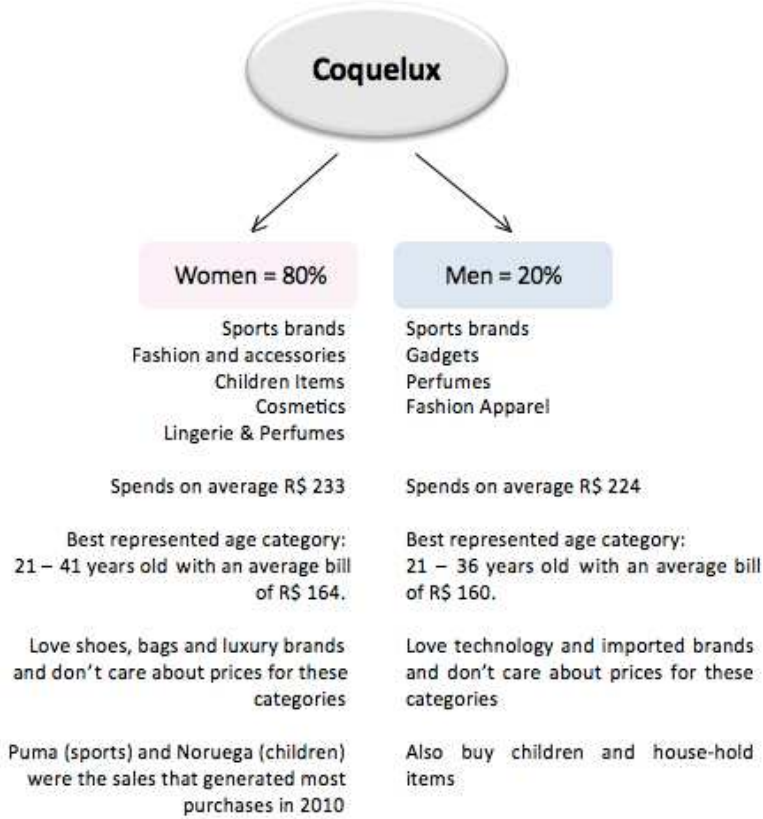 Coquelux
Women = 80%
Sports brands
Fashion and accessories
Children Items
Cosmetics
Lingerie & Perfumes
Spends on average R$ 233
Best represented age category:
21 – 41 years old with an average bill
of R$ 164.
Love shoes, bags and luxury brands
and don't care about prices for these
categories
Puma (sports) and Noruega (children)
were the sales that generated most
purchases in 2010
Men = 20%
Sports brands
Gadgets
Perfumes
Fashion Apparel
Spends on average R$ 224
Best represented age category:
21 – 36 years old with an average bill
of R$ 160.
Love technology and imported brands
and don't care about prices for these
categories
Also buy children and house-hold
items